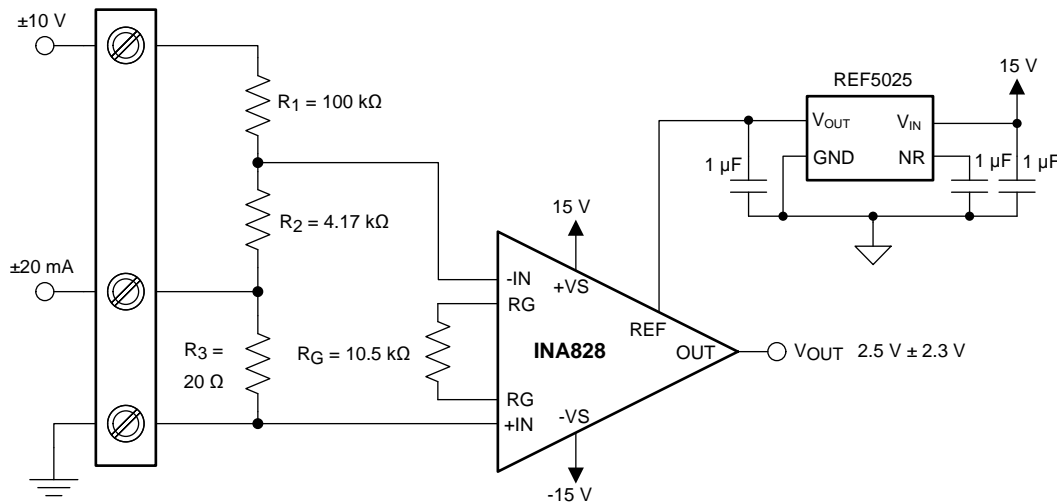 ±10 V
R1 = 100 kΩ
R2 = 4.17 kΩ
±20 mA
R3 =
20 Ω
RG = 10.5 kΩ
-IN
RG
RG
+IN
15 V
+VS
INA828
REF
OUT
-VS
-15 V
VOUT 2.5 V ± 2.3 V
REF5025
VOUT
VIN
GND
NR
15 V
1 µF
1 µF
1 µF